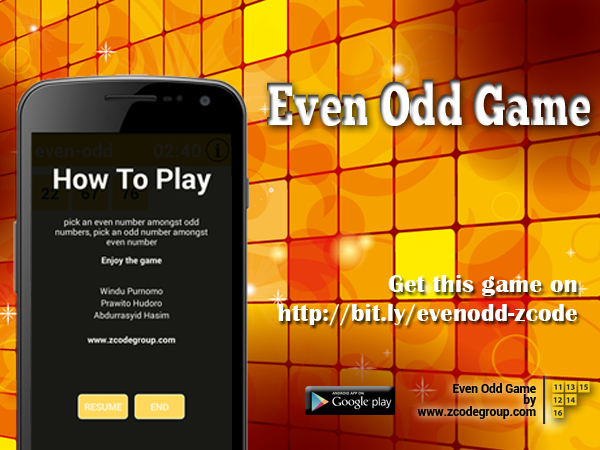 Even Odd Game
even-odd 02:40 i
How To Play
22 67 76
pick an even number amongst odd
numbers, pick an odd number amongst
even number
Enjoy the game
Windu Purnomo
Prawito Hudoro
Abdurrasyid Hasim
www.zcodegroup.com
RESUME END
Get this game on
http://bit.ly/evenodd-zcode
ANDROID APP ON
Google play
Even Odd Game
by
www.zcodegroup.com
11 13 15
12 14
16